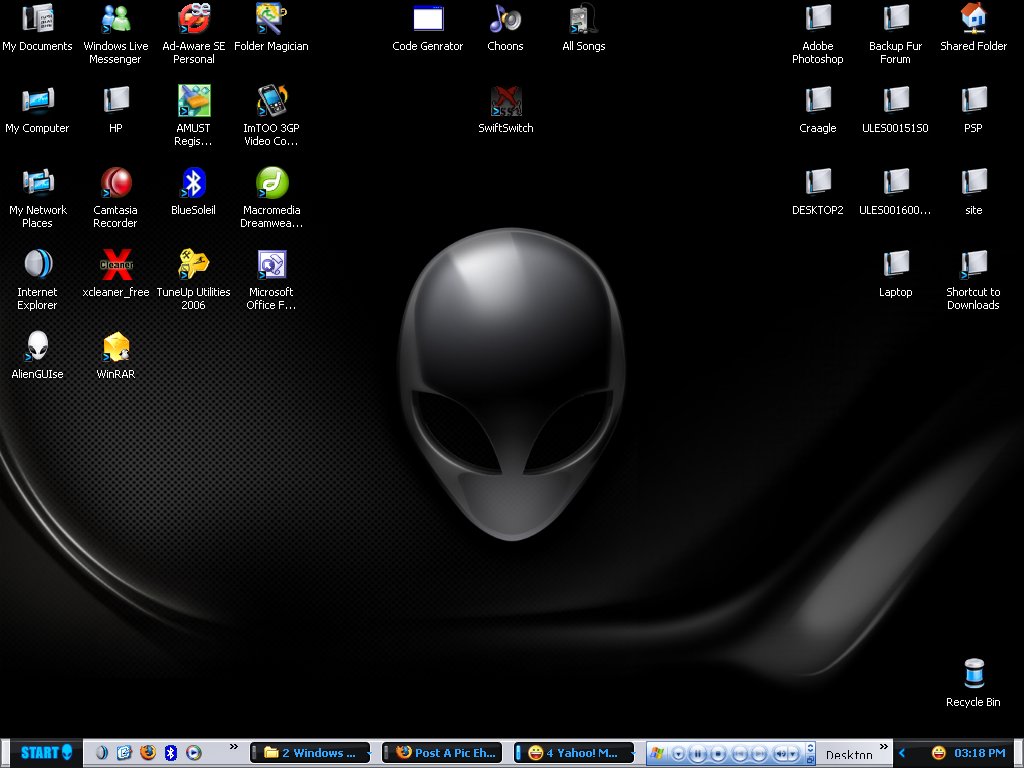 My Documents
Windows Live
Messenger
Ad-Aware SE
Personal
Folder Magician
Code Genrator
Choons
All Songs
Adobe
Photoshop
Backup Fur
Forum
Shared Folder
My Computer
HP
AMUST
Regis...
ImTOO 3GP
Video Co...
SwiftSwitch
Craagle
ULES00151S0
PSP
My Network
Places
Camtasia
Recorder
BlueSoleil
Macromedia
Dreamwea...
DESKTOP2
ULES001600...
site
Internet
Explorer
Cleaner
xcleaner_free
TuneUp Utilities
2006
Microsoft
Office F...
Laptop
Shortcut to
Downloads
AlienGUIse
WinRAR
Recycle Bin
START
2 Windows ...
Post A Pic Eh...
4 Yahoo! M...
Desktop
03:18 PM